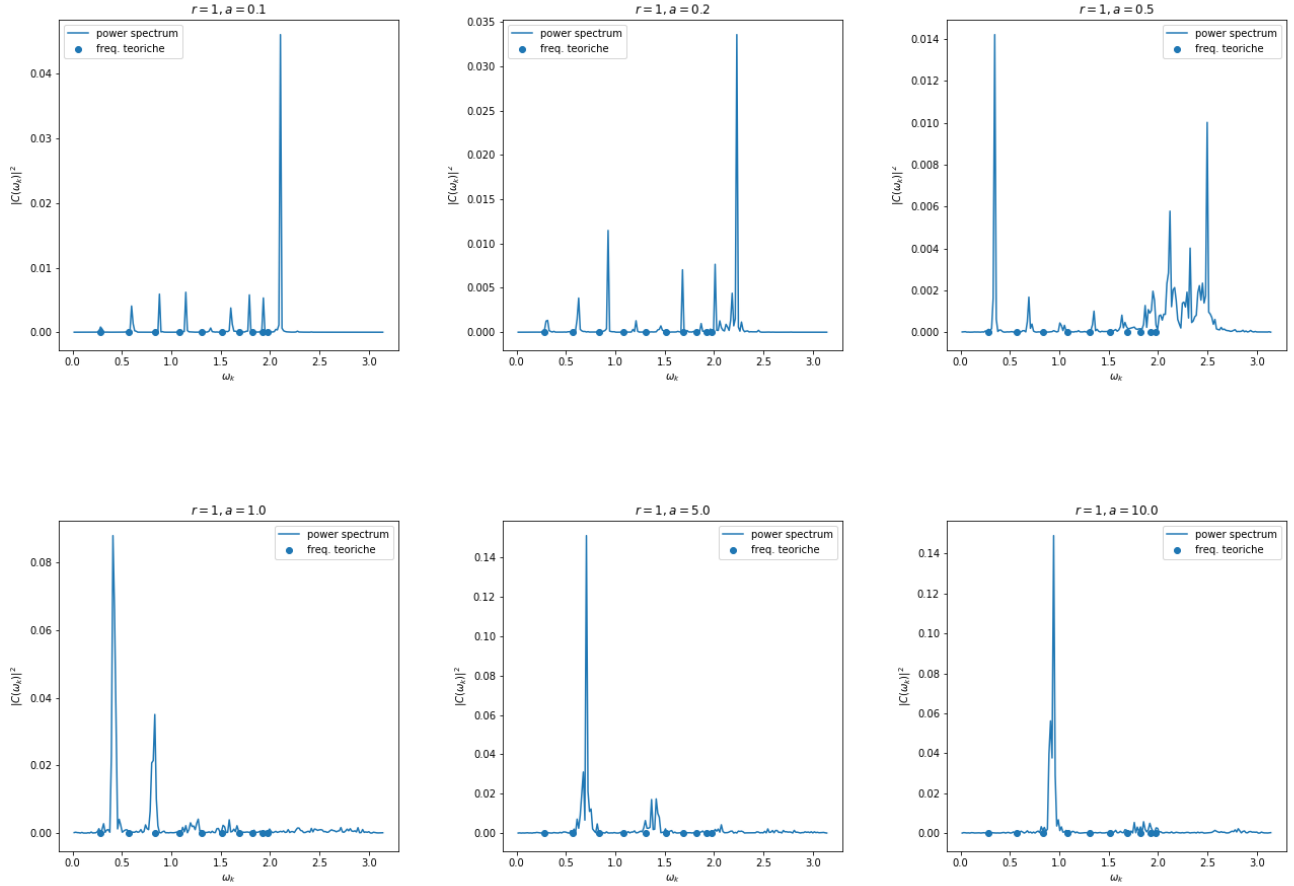 r = 1, a = 0.1
power spectrum
freq. teoriche
|C(ω_k)|²
0.04
0.03
0.02
0.01
0.00
0.0 0.5 1.0 1.5 2.0 2.5 3.0
ω_k
r = 1, a = 0.2
power spectrum
freq. teoriche
|C(ω_k)|²
0.035
0.030
0.025
0.020
0.015
0.010
0.005
0.000
0.0 0.5 1.0 1.5 2.0 2.5 3.0
ω_k
r = 1, a = 0.5
power spectrum
freq. teoriche
|C(ω_k)|²
0.014
0.012
0.010
0.008
0.006
0.004
0.002
0.000
0.0 0.5 1.0 1.5 2.0 2.5 3.0
ω_k
r = 1, a = 1.0
power spectrum
freq. teoriche
|C(ω_k)|²
0.08
0.06
0.04
0.02
0.00
0.0 0.5 1.0 1.5 2.0 2.5 3.0
ω_k
r = 1, a = 5.0
power spectrum
freq. teoriche
|C(ω_k)|²
0.14
0.12
0.10
0.08
0.06
0.04
0.02
0.00
0.0 0.5 1.0 1.5 2.0 2.5 3.0
ω_k
r = 1, a = 10.0
power spectrum
freq. teoriche
|C(ω_k)|²
0.14
0.12
0.10
0.08
0.06
0.04
0.02
0.00
0.0 0.5 1.0 1.5 2.0 2.5 3.0
ω_k